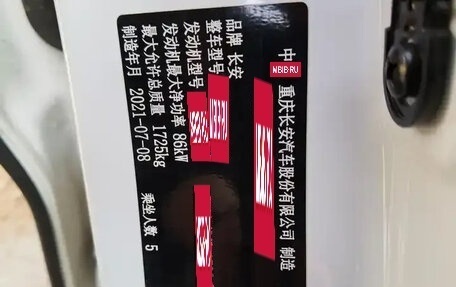 中
MBIB.RU
重庆长安汽车股份有限公司 制造
品牌 长安
整车型号
发动机型号
发动机最大净功率 86kW
最大允许总质量 1725kg
制造年月 2021-07-08 乘坐人数 5